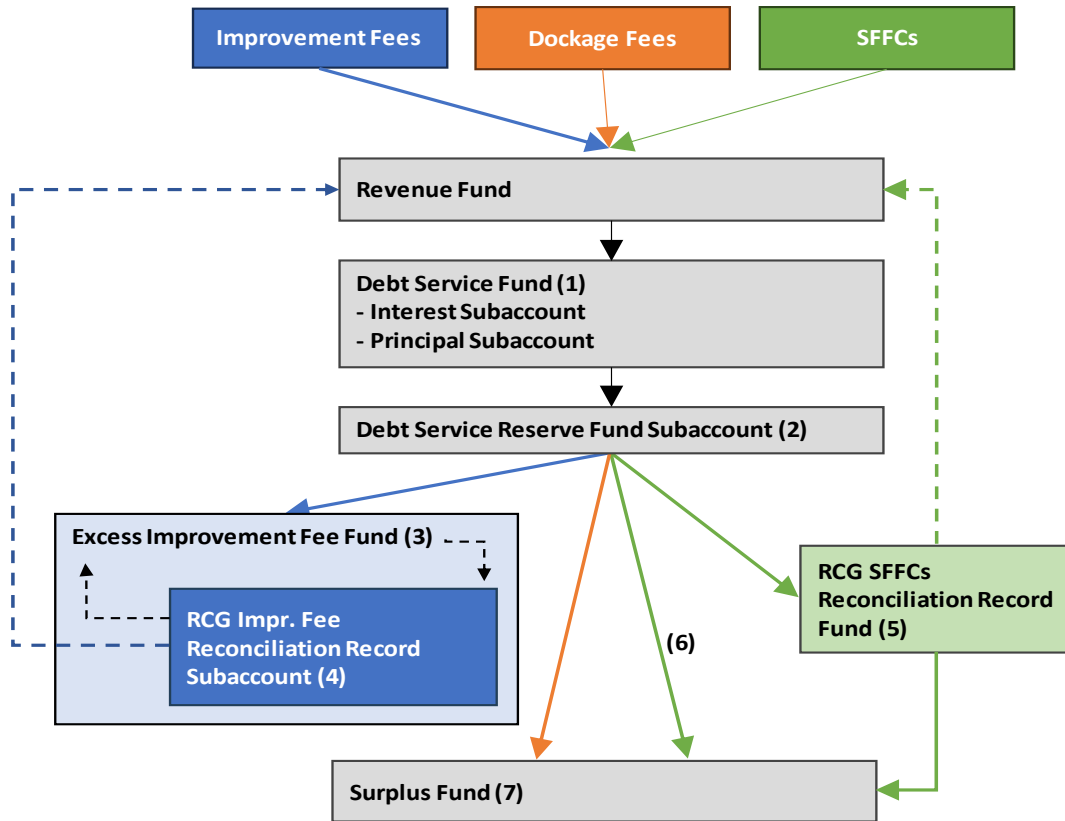 Improvement Fees
Dockage Fees
SFFCs
Revenue Fund
Debt Service Fund (1)
- Interest Subaccount
- Principal Subaccount
Debt Service Reserve Fund Subaccount (2)
Excess Improvement Fee Fund (3)
RCG Impr. Fee
Reconciliation Record
Subaccount (4)
(6)
RCG SFFCs
Reconciliation Record
Fund (5)
Surplus Fund (7)